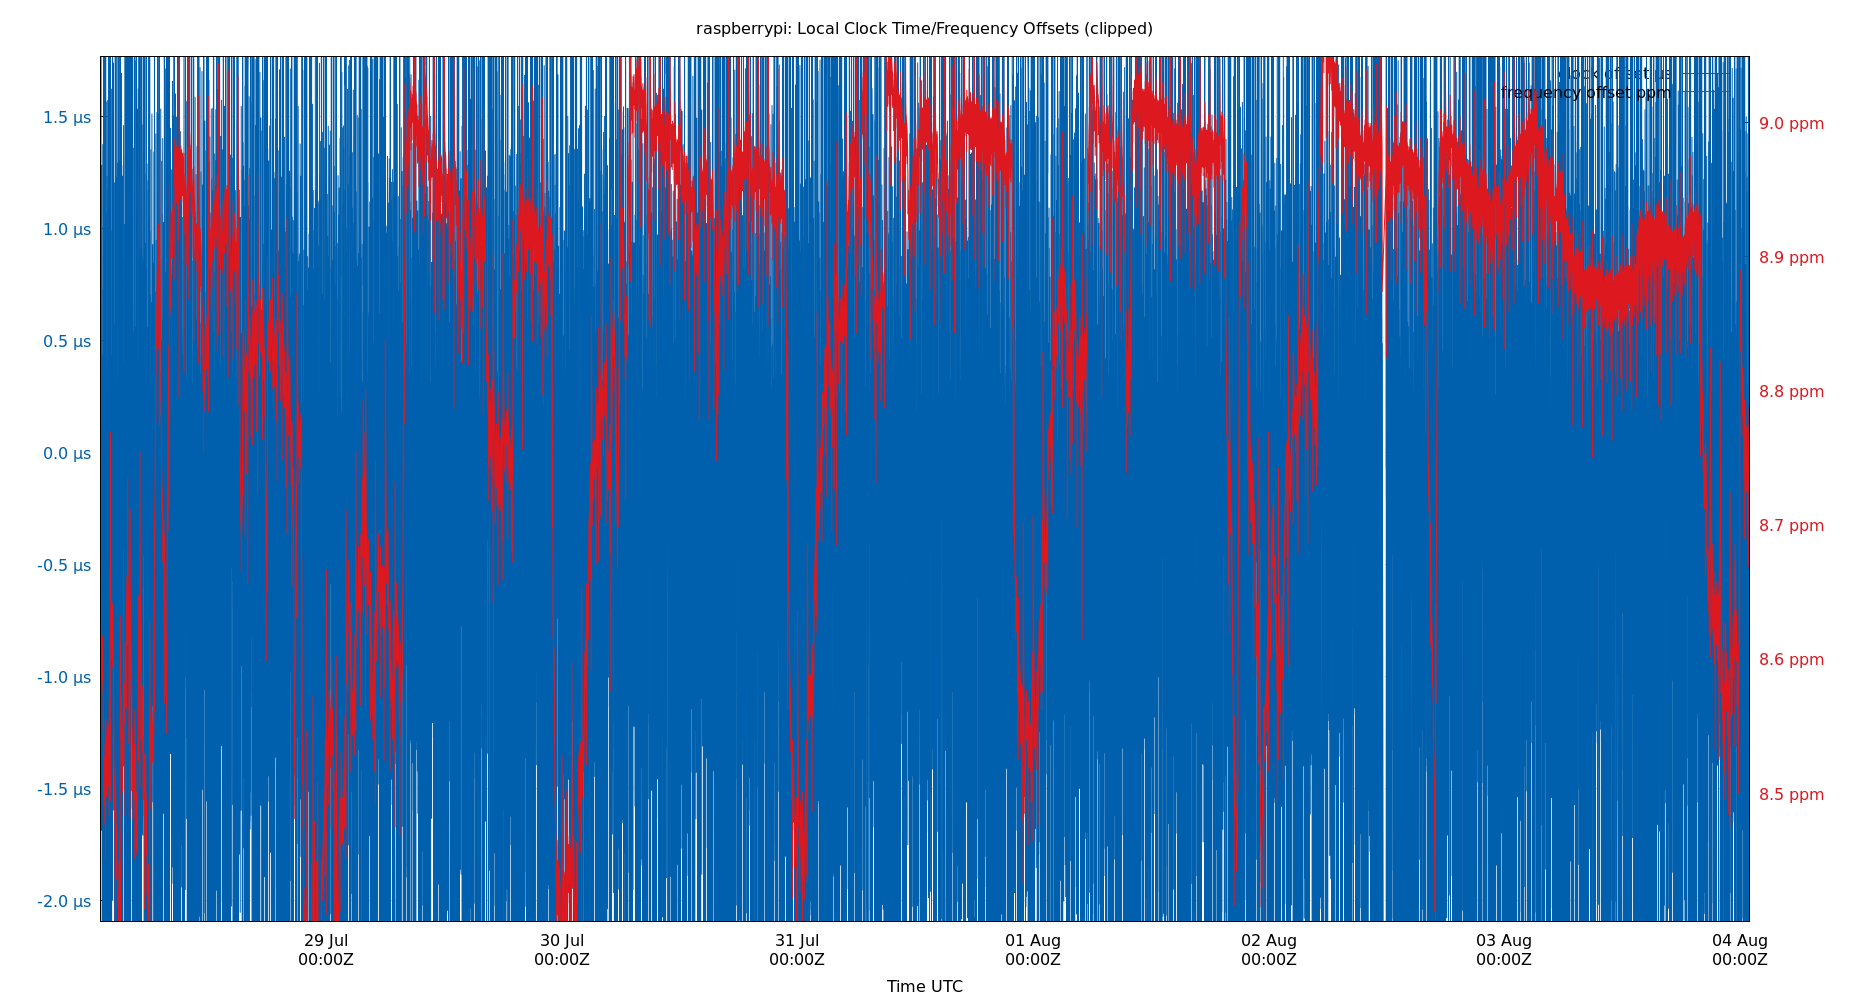 raspberrypi: Local Clock Time/Frequency Offsets (clipped)
clock offset µs
frequency offset ppm
1.5 µs
1.0 µs
0.5 µs
0.0 µs
-0.5 µs
-1.0 µs
-1.5 µs
-2.0 µs
9.0 ppm
8.9 ppm
8.8 ppm
8.7 ppm
8.6 ppm
8.5 ppm
29 Jul 30 Jul 31 Jul 01 Aug 02 Aug 03 Aug 04 Aug
00:00Z 00:00Z 00:00Z 00:00Z 00:00Z 00:00Z 00:00Z
Time UTC